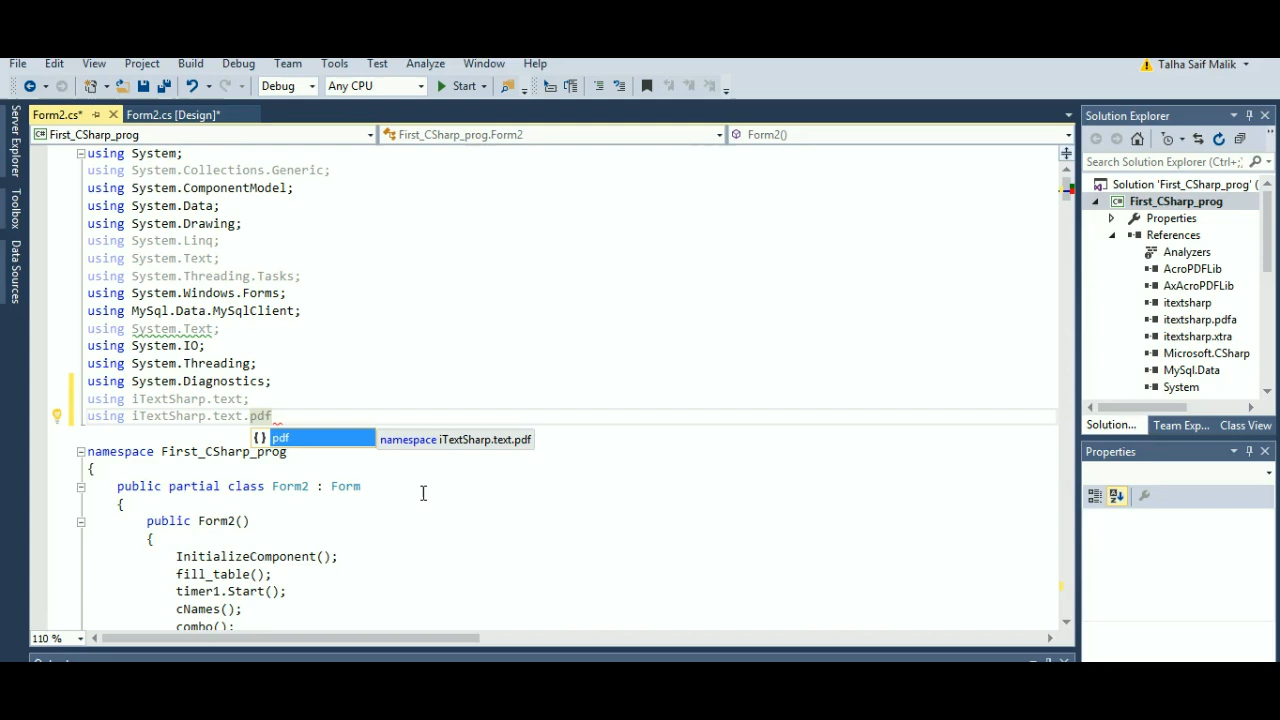 File Edit View Project Build Debug Team Tools Test Analyze Window Help
Talha Saif Malik
Debug Any CPU Start
Form2.cs* Form2.cs [Design]*
First_CSharp_prog First_CSharp_prog.Form2 Form2()
Server Explorer
Toolbox
Data Sources
using System;
using System.Collections.Generic;
using System.ComponentModel;
using System.Data;
using System.Drawing;
using System.Linq;
using System.Text;
using System.Threading.Tasks;
using System.Windows.Forms;
using MySql.Data.MySqlClient;
using System.Text;
using System.IO;
using System.Threading;
using System.Diagnostics;
using iTextSharp.text;
using iTextSharp.text.pdf
{ } pdf
namespace iTextSharp.text.pdf
namespace First_CSharp_prog
{
public partial class Form2 : Form
{
public Form2()
{
InitializeComponent();
fill_table();
timer1.Start();
cNames();
combo();
110 %
Solution Explorer
Search Solution Explorer (Ctrl+;
Solution 'First_CSharp_prog' (
First_CSharp_prog
Properties
References
Analyzers
AcroPDFLib
AxAcroPDFLib
itextsharp
itextsharp.pdfa
itextsharp.xtra
Microsoft.CSharp
MySql.Data
System
Solution... Team Exp... Class View
Properties